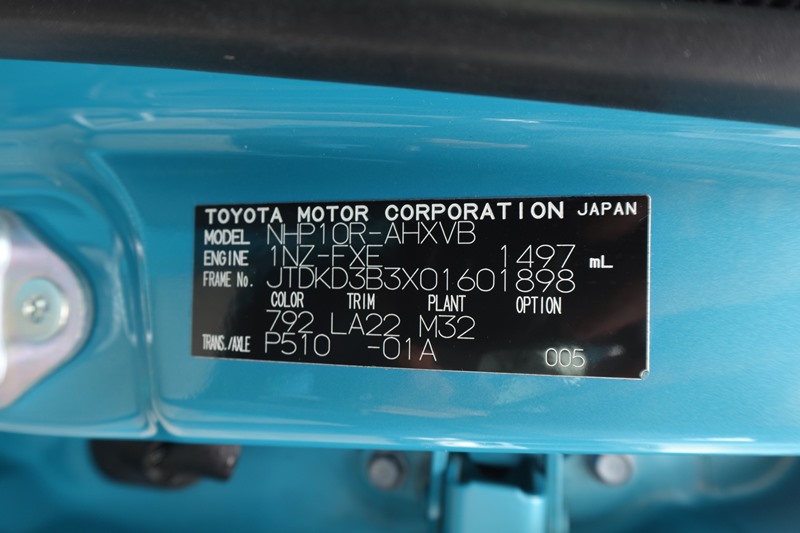 TOYOTA MOTOR CORPORATION JAPAN
MODEL NHP10R-AHXVB
ENGINE 1NZ-FXE 1497 mL
FRAME No. JTDKD3B3X01601898
COLOR TRIM PLANT OPTION
792 LA22 M32
TRANS./AXLE P510 -01A 005